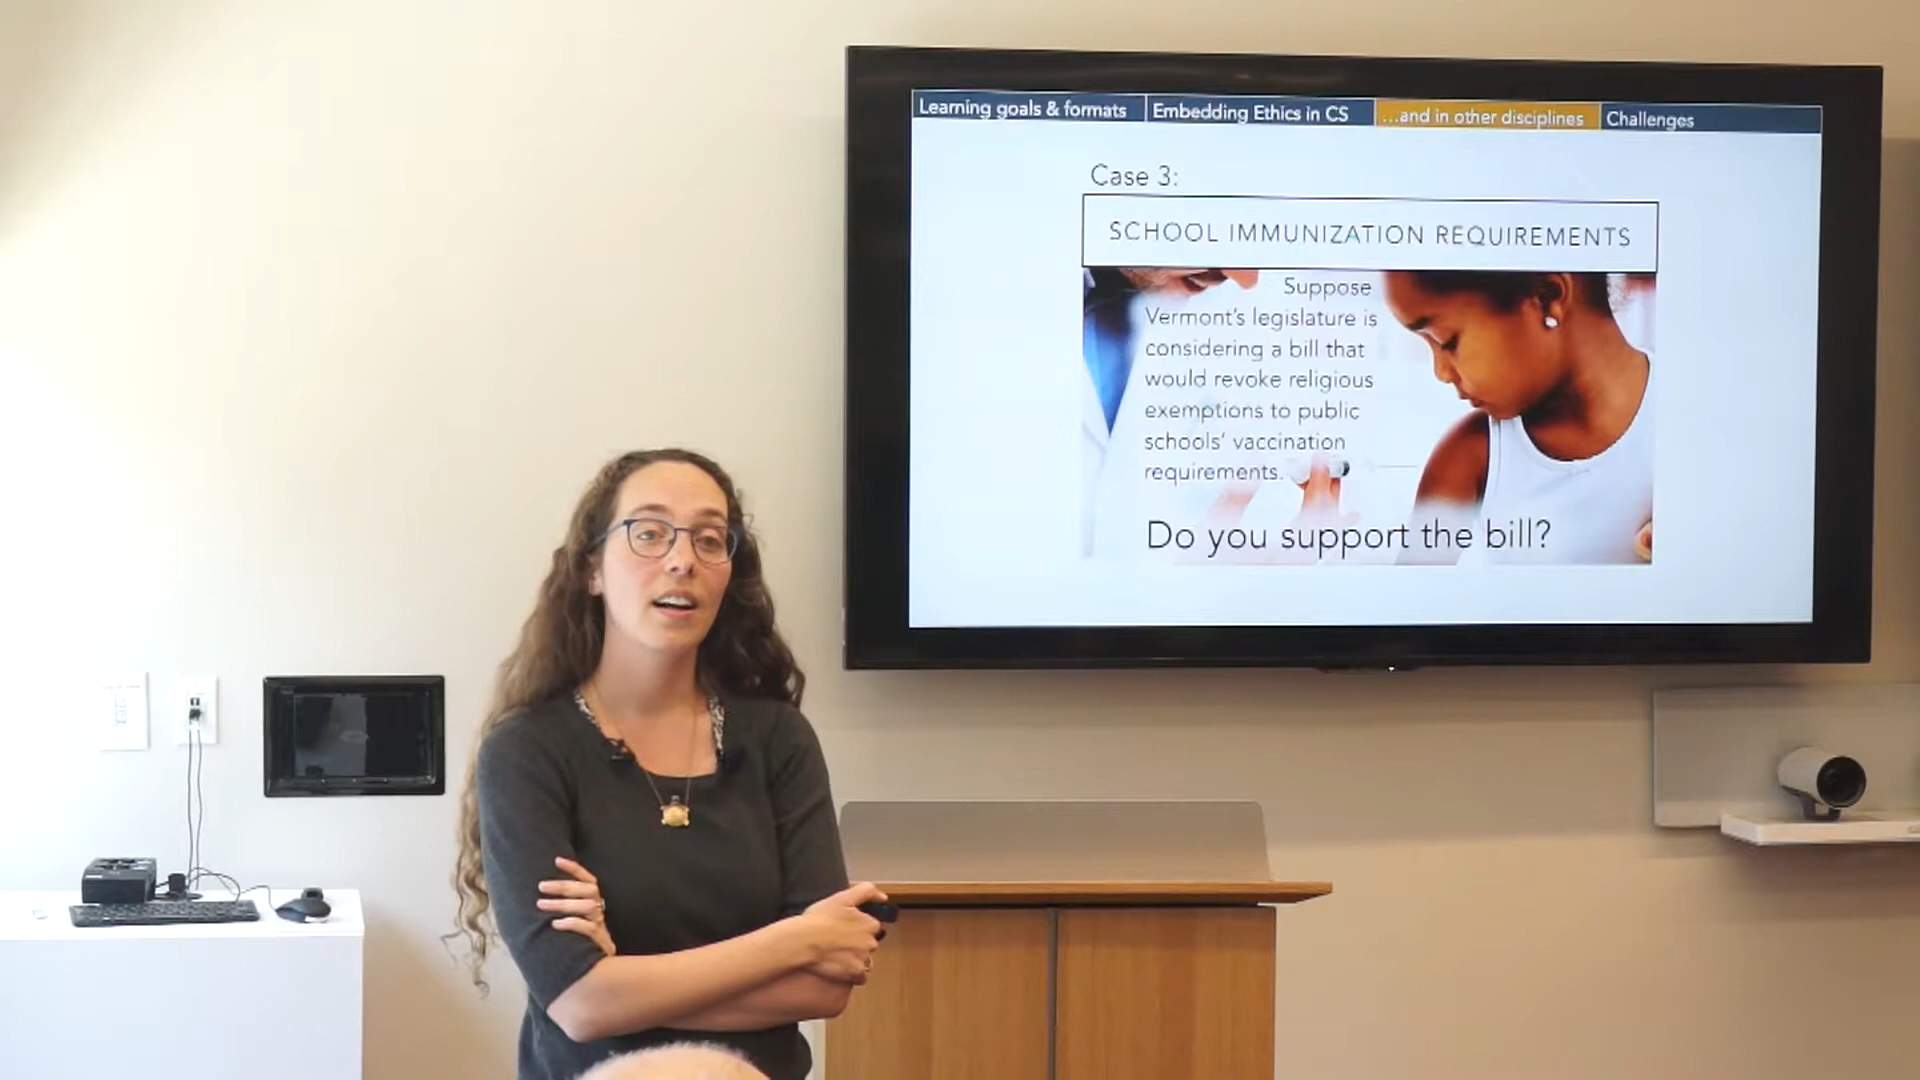 Learning goals & formats Embedding Ethics in CS ...and in other disciplines Challenges
Case 3:
SCHOOL IMMUNIZATION REQUIREMENTS
Suppose
Vermont's legislature is
considering a bill that
would revoke religious
exemptions to public
schools' vaccination
requirements.
Do you support the bill?